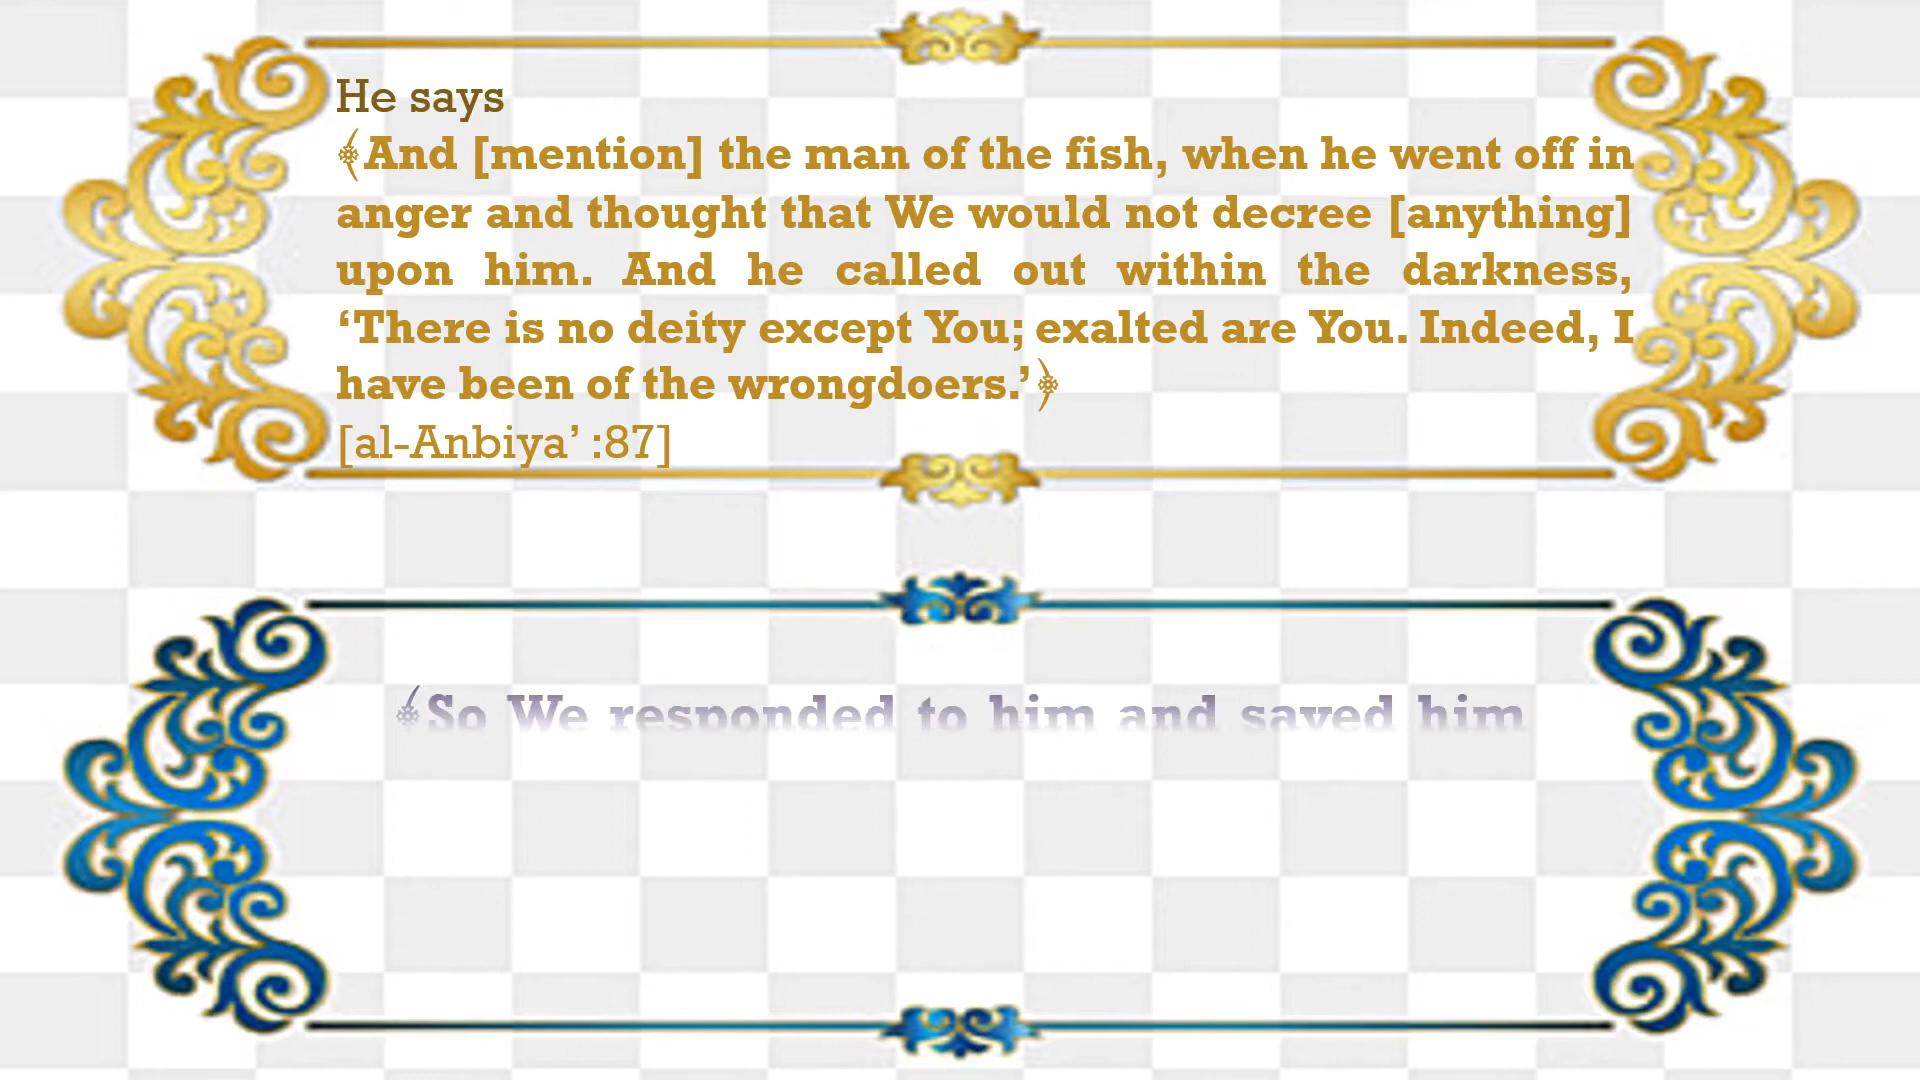 He says
﴾And [mention] the man of the fish, when he went off in
anger and thought that We would not decree [anything]
upon him. And he called out within the darkness,
‘There is no deity except You; exalted are You. Indeed, I
have been of the wrongdoers.’﴿
[al-Anbiya’ :87]
﴾So We responded to him and saved him